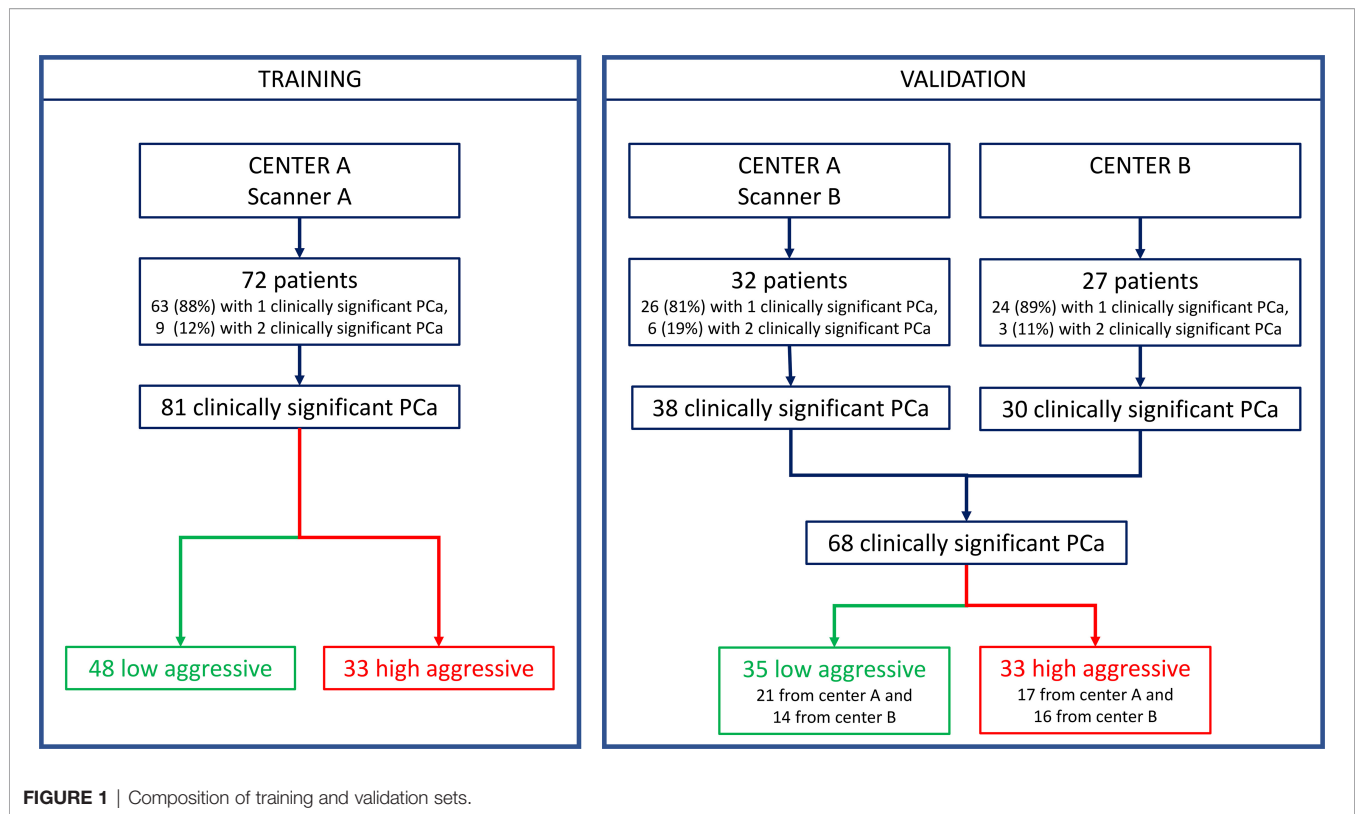 TRAINING
CENTER A
Scanner A
72 patients
63 (88%) with 1 clinically significant PCa,
9 (12%) with 2 clinically significant PCa
81 clinically significant PCa
48 low aggressive
33 high aggressive
VALIDATION
CENTER A
Scanner B
32 patients
26 (81%) with 1 clinically significant PCa,
6 (19%) with 2 clinically significant PCa
38 clinically significant PCa
CENTER B
27 patients
24 (89%) with 1 clinically significant PCa,
3 (11%) with 2 clinically significant PCa
30 clinically significant PCa
68 clinically significant PCa
35 low aggressive
21 from center A and
14 from center B
33 high aggressive
17 from center A and
16 from center B
FIGURE 1 | Composition of training and validation sets.